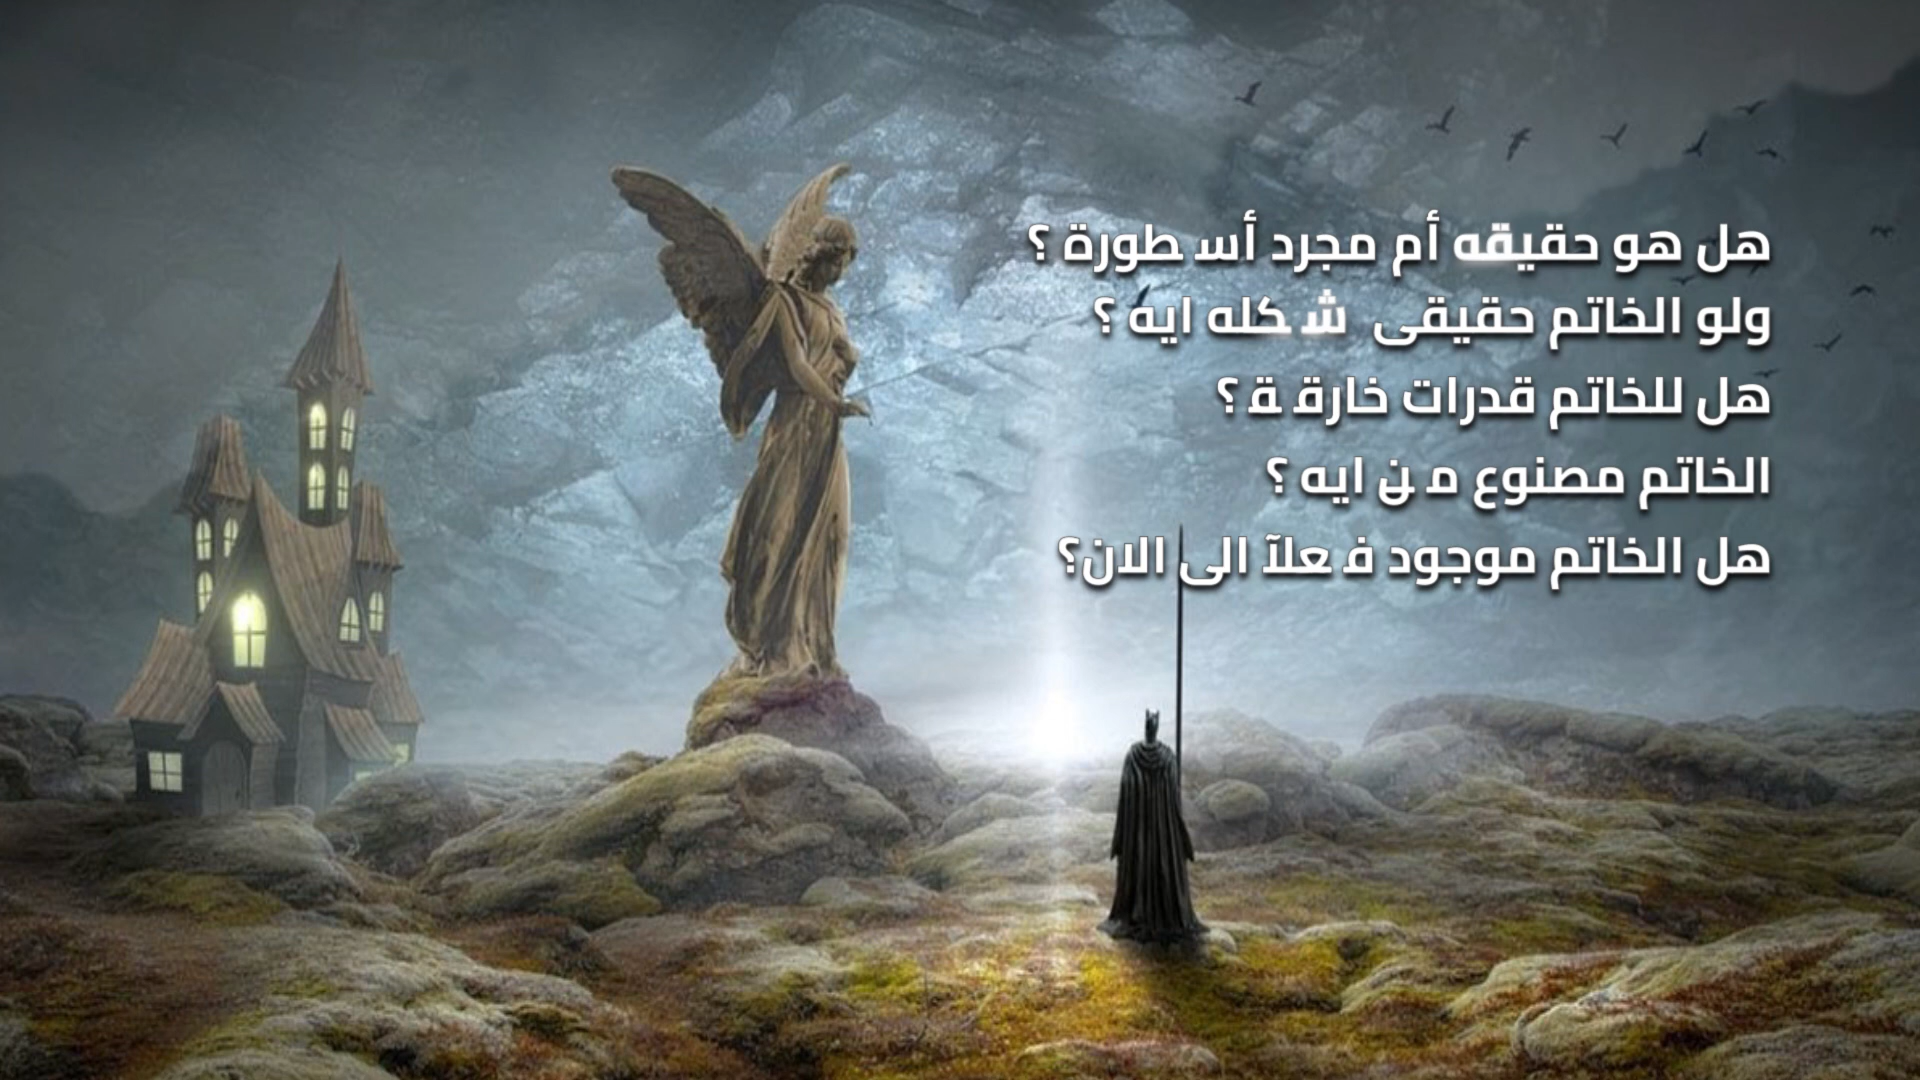 هل هو حقيقه أم مجرد أسطورة ؟
ولو الخاتم حقيقى شكله ايه ؟
هل للخاتم قدرات خارقة ؟
الخاتم مصنوع من ايه ؟
هل الخاتم موجود فعلآ الى الان؟